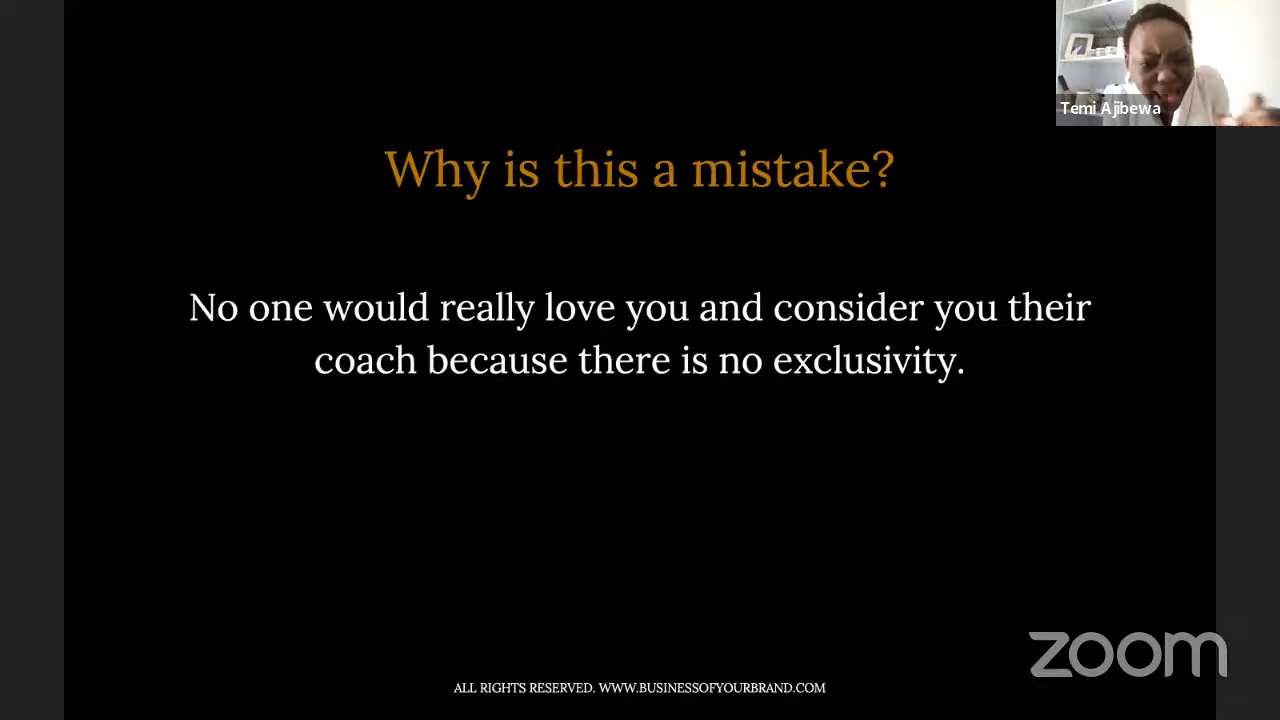 Temi Ajibewa
Why is this a mistake?
No one would really love you and consider you their
coach because there is no exclusivity.
zoom
ALL RIGHTS RESERVED. WWW.BUSINESSOFYOURBRAND.COM